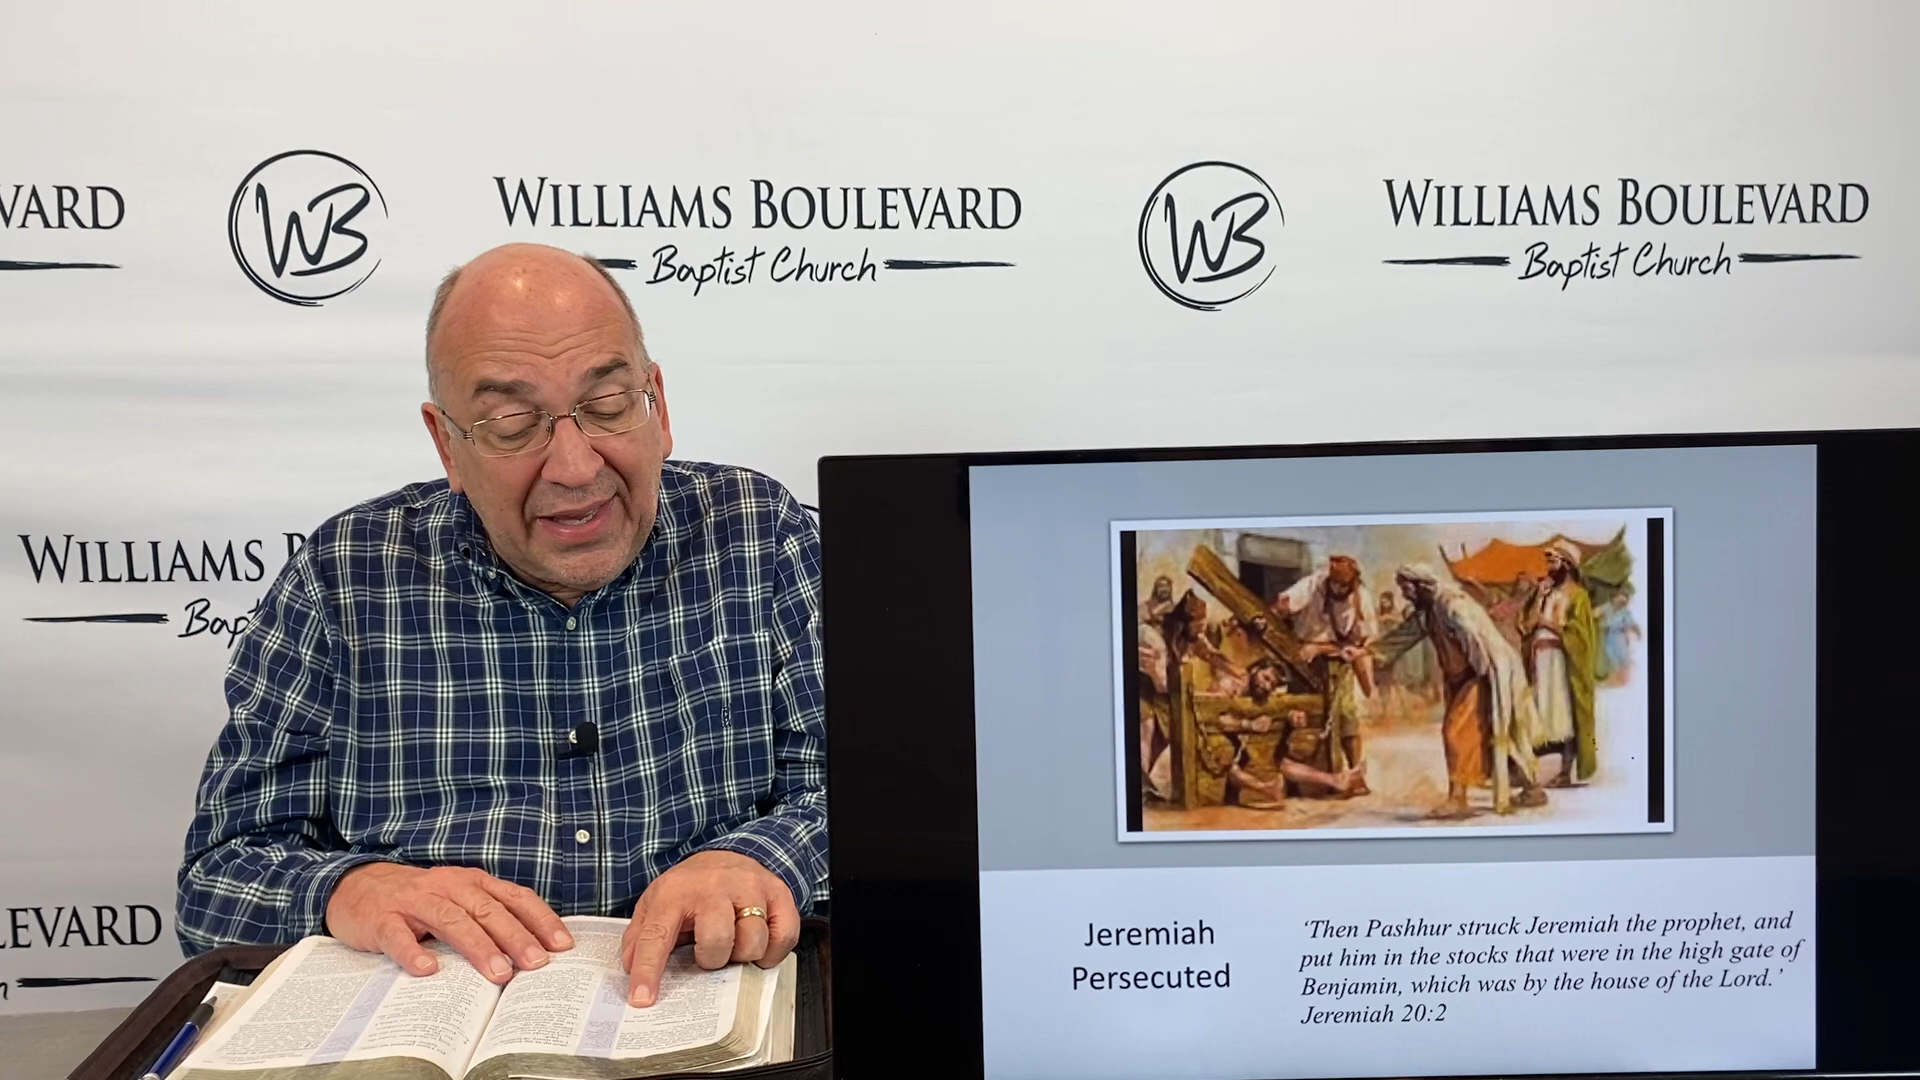 VARD
WB
WILLIAMS BOULEVARD
Baptist Church
WB
WILLIAMS BOULEVARD
Baptist Church
WILLIAMS B
Bap
LEVARD
h
Jeremiah
Persecuted
‘Then Pashhur struck Jeremiah the prophet, and
put him in the stocks that were in the high gate of
Benjamin, which was by the house of the Lord.’
Jeremiah 20:2